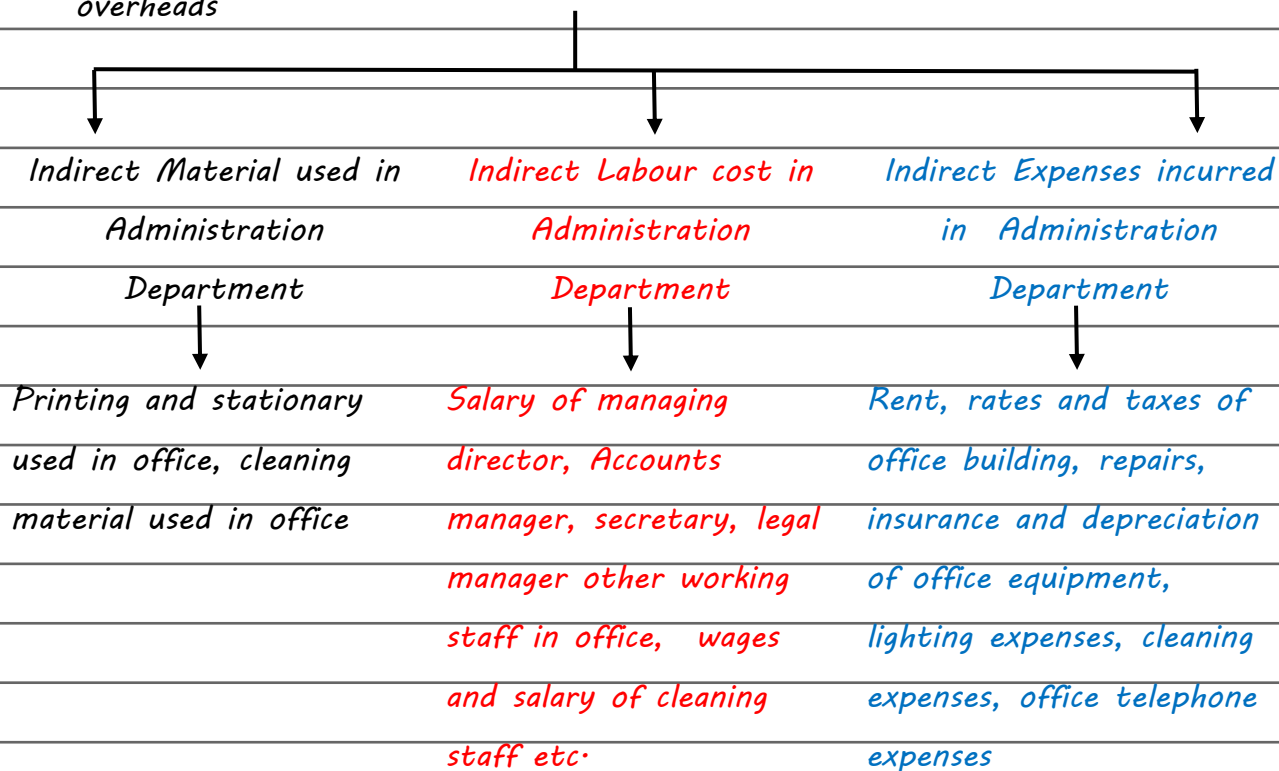 overheads
Indirect Material used in
Administration
Department
Indirect Labour cost in
Administration
Department
Indirect Expenses incurred
in Administration
Department
Printing and stationary
used in office, cleaning
material used in office
Salary of managing
director, Accounts
manager, secretary, legal
manager other working
staff in office, wages
and salary of cleaning
staff etc.
Rent, rates and taxes of
office building, repairs,
insurance and depreciation
of office equipment,
lighting expenses, cleaning
expenses, office telephone
expenses